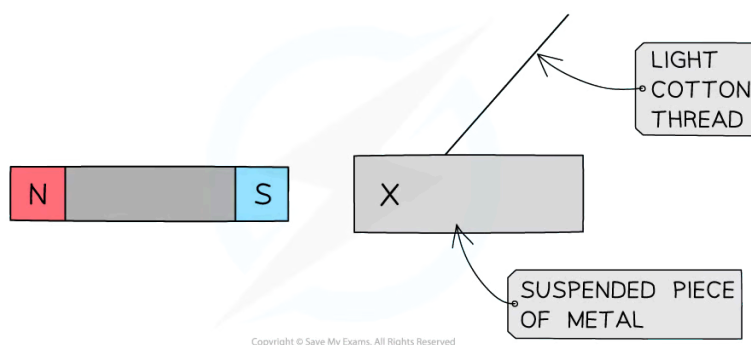 LIGHT
COTTON
THREAD
N
S
X
SUSPENDED PIECE
OF METAL
Copyright © Save My Exams. All Rights Reserved